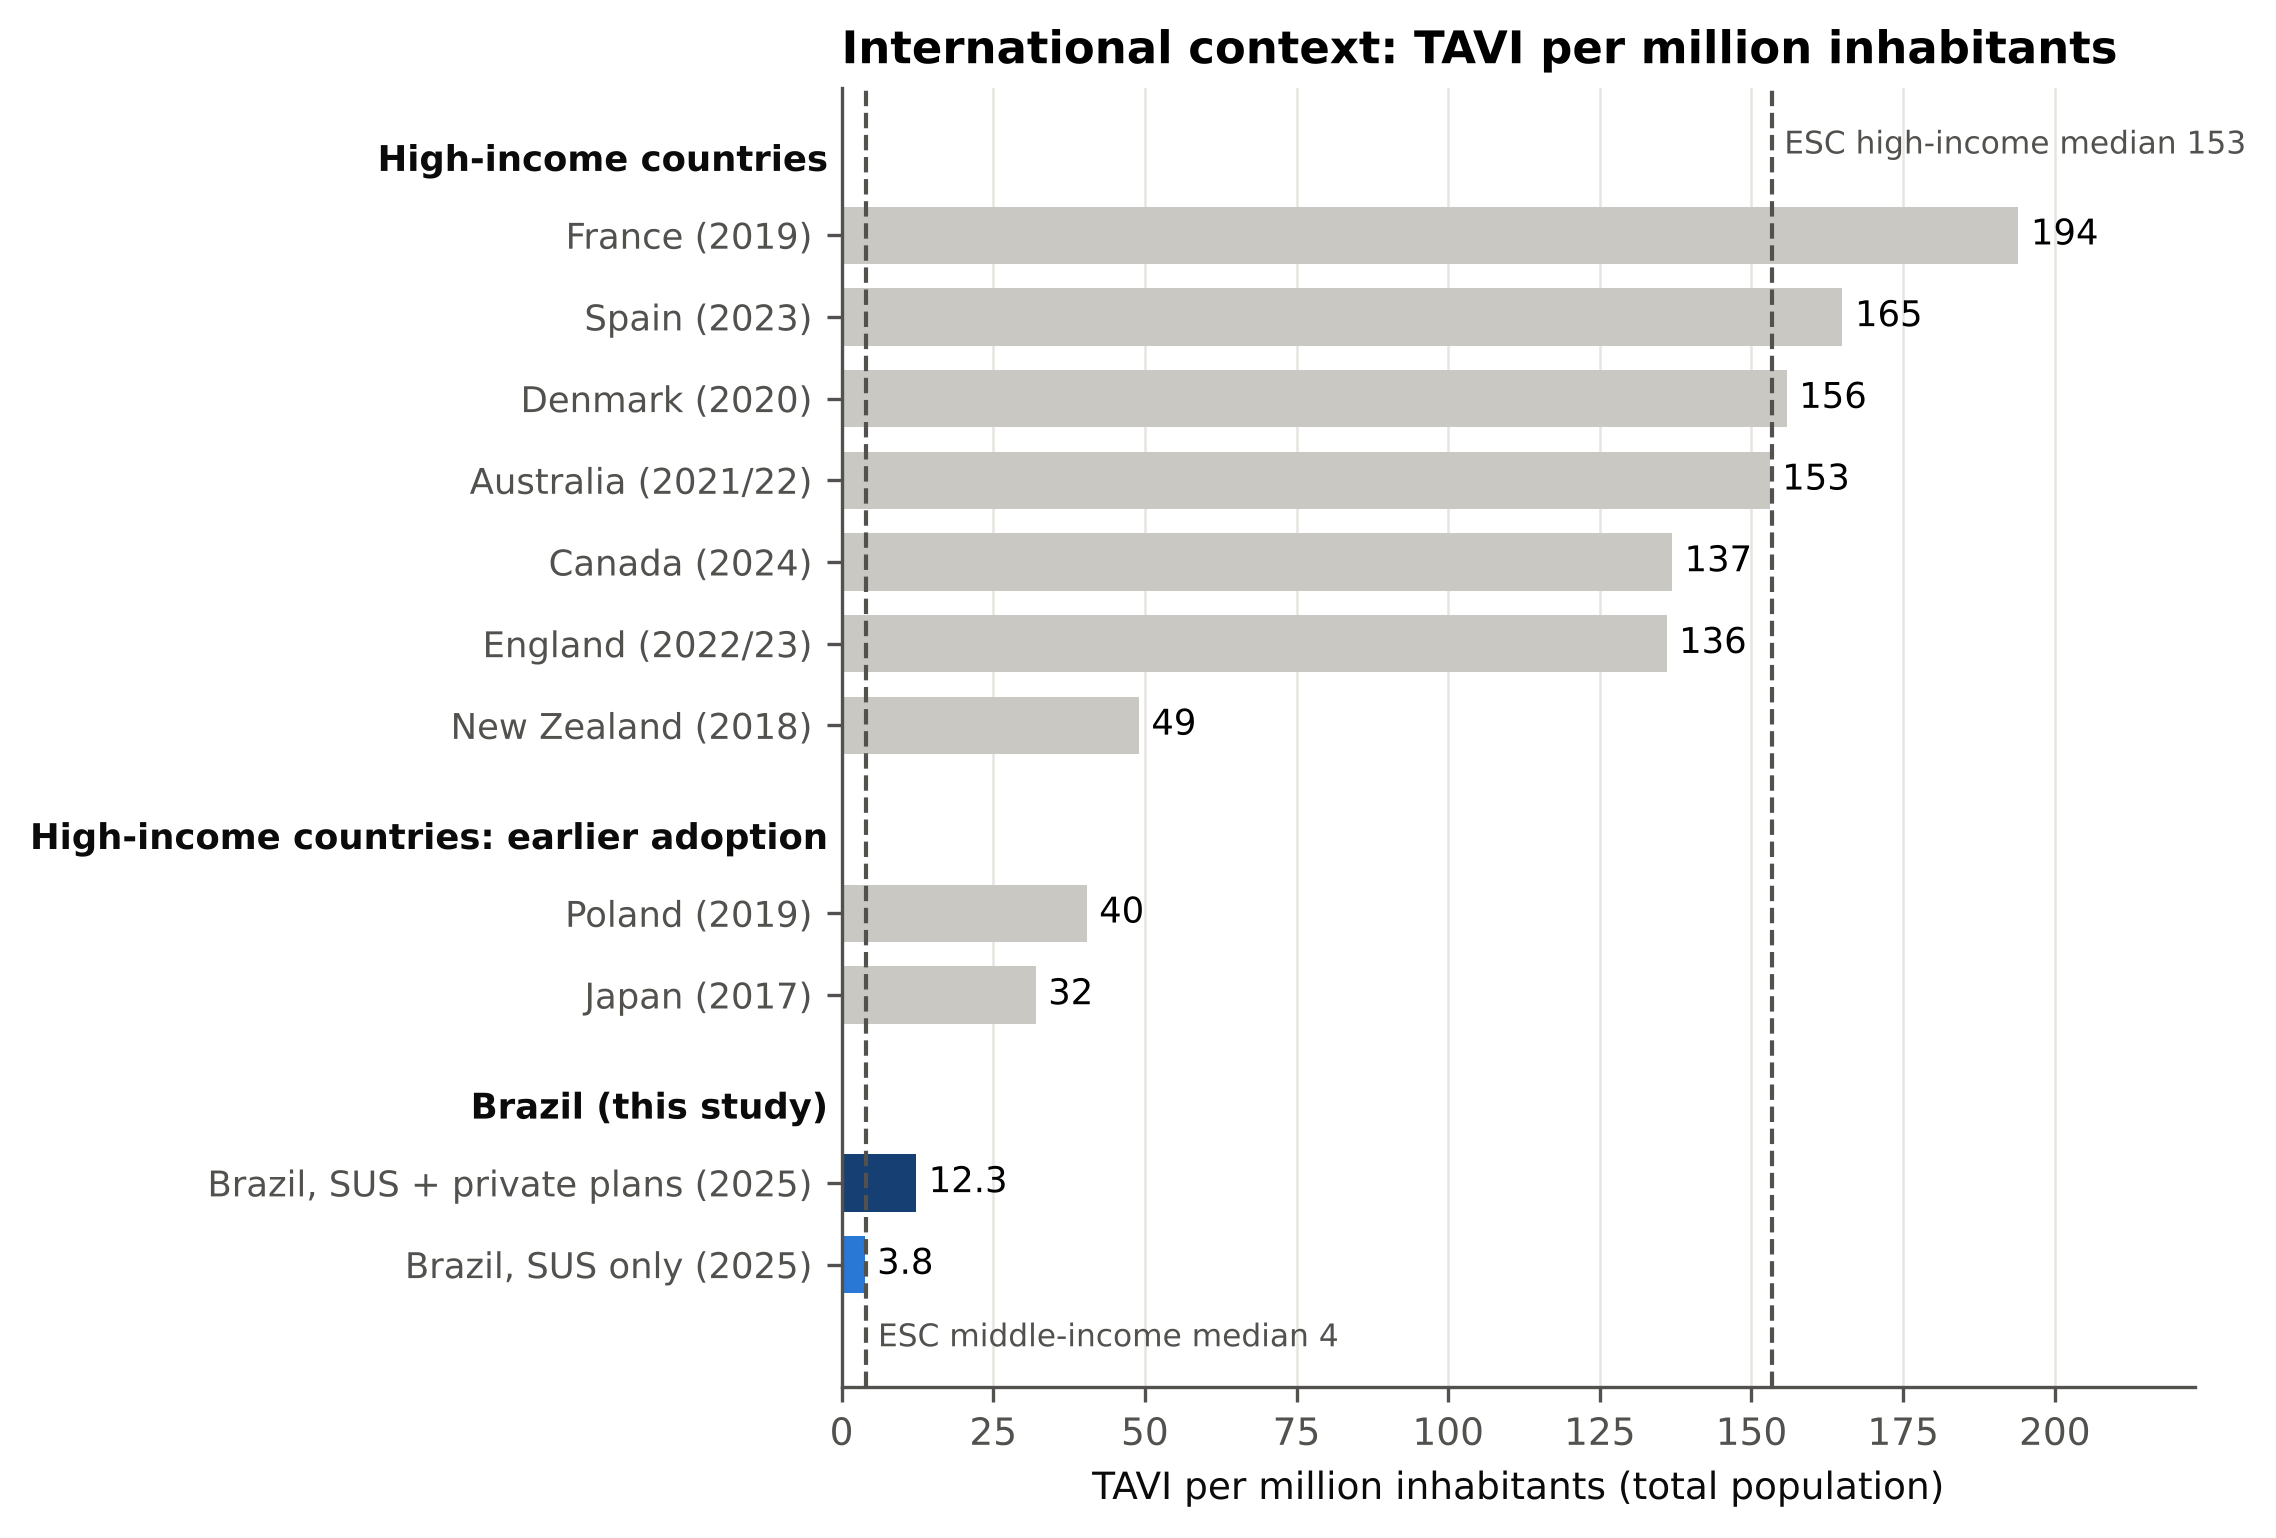 International context: TAVI per million inhabitants
ESC high-income median 153
High-income countries
France (2019) 194
Spain (2023) 165
Denmark (2020) 156
Australia (2021/22) 153
Canada (2024) 137
England (2022/23) 136
New Zealand (2018) 49
High-income countries: earlier adoption
Poland (2019) 40
Japan (2017) 32
Brazil (this study)
Brazil, SUS + private plans (2025) 12.3
Brazil, SUS only (2025) 3.8
ESC middle-income median 4
0 25 50 75 100 125 150 175 200
TAVI per million inhabitants (total population)